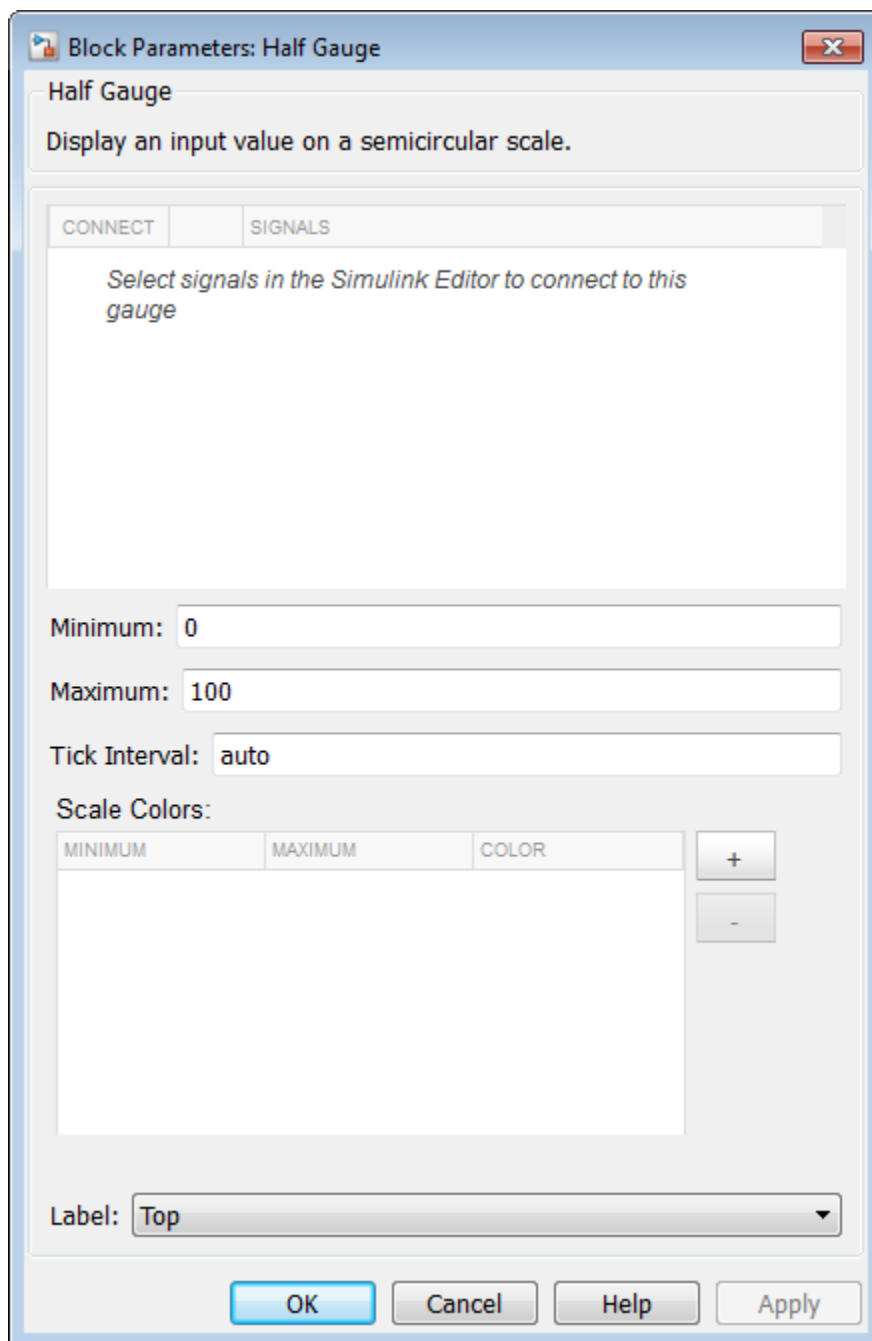 Block Parameters: Half Gauge
Half Gauge
Display an input value on a semicircular scale.
CONNECT SIGNALS
Select signals in the Simulink Editor to connect to this
gauge
Minimum: 0
Maximum: 100
Tick Interval: auto
Scale Colors:
MINIMUM MAXIMUM COLOR
+
-
Label: Top
OK Cancel Help Apply